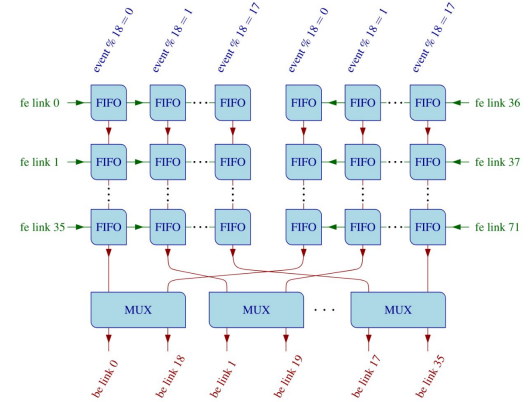 event % 18 = 0
event % 18 = 1
event % 18 = 17
event % 18 = 0
event % 18 = 1
event % 18 = 17
fe link 0 FIFO FIFO ··· FIFO FIFO FIFO ··· FIFO fe link 36
fe link 1 FIFO FIFO ··· FIFO FIFO FIFO ··· FIFO fe link 37
fe link 35 FIFO FIFO ··· FIFO FIFO FIFO ··· FIFO fe link 71
MUX MUX ··· MUX
be link 0
be link 18
be link 1
be link 19
be link 17
be link 35